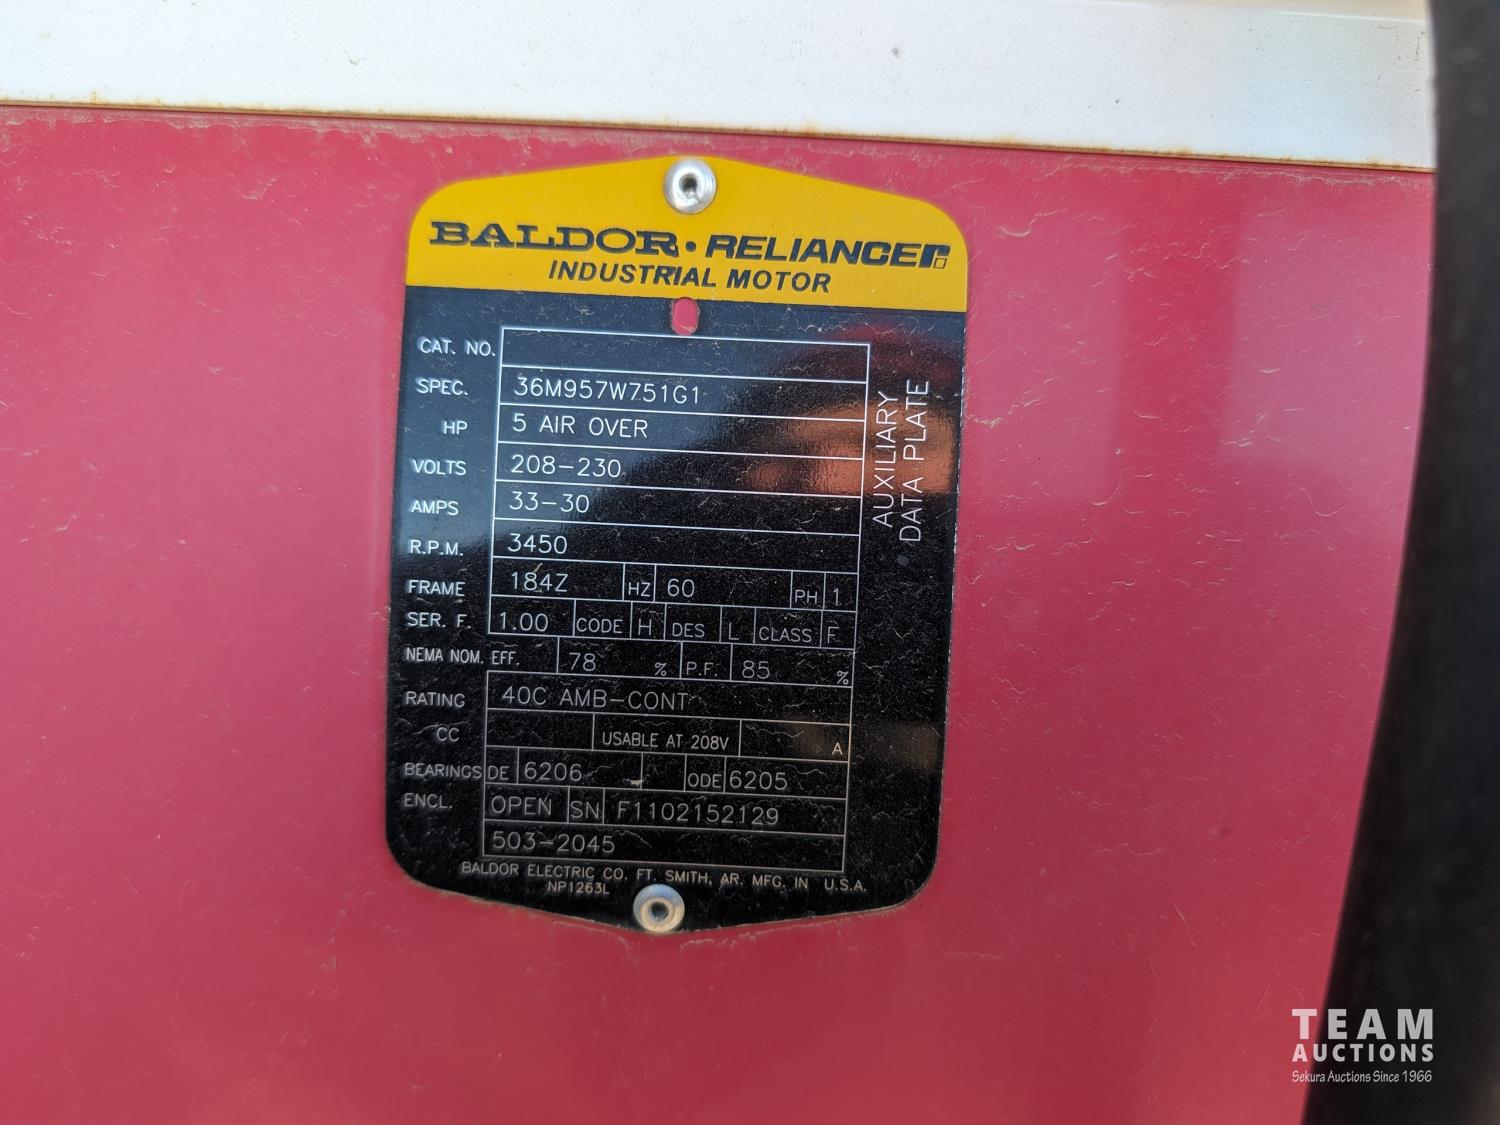 BALDOR • RELIANCER
INDUSTRIAL MOTOR
CAT. NO.
SPEC. 36M957W751G1
HP 5 AIR OVER
VOLTS 208-230
AMPS 33-30
R.P.M. 3450
FRAME 184Z HZ 60 PH 1
SER. F. 1.00 CODE H DES L CLASS F
NEMA NOM. EFF. 78 % P.F. 85 %
RATING 40C AMB-CONT
CC USABLE AT 208V A
BEARINGS DE 6206 ODE 6205
ENCL. OPEN SN F1102152129
503-2045
BALDOR ELECTRIC CO. FT. SMITH, AR. MFG. IN U.S.A.
NP1263L
AUXILIARY
DATA PLATE
TEAM
AUCTIONS
Sekura Auctions Since 1966